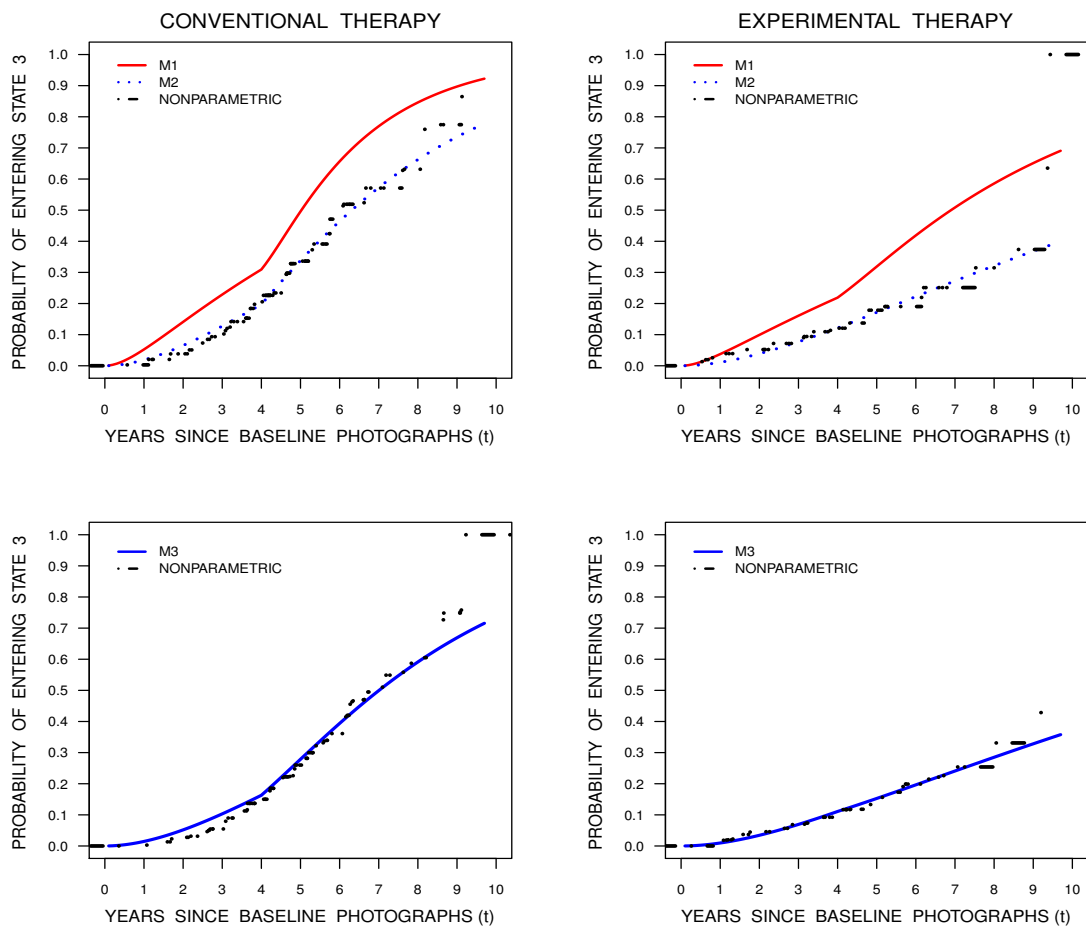 CONVENTIONAL THERAPY
PROBABILITY OF ENTERING STATE 3
1.0
0.9
0.8
0.7
0.6
0.5
0.4
0.3
0.2
0.1
0.0
M1
M2
NONPARAMETRIC
0 1 2 3 4 5 6 7 8 9 10
YEARS SINCE BASELINE PHOTOGRAPHS (t)
EXPERIMENTAL THERAPY
PROBABILITY OF ENTERING STATE 3
1.0
0.9
0.8
0.7
0.6
0.5
0.4
0.3
0.2
0.1
0.0
M1
M2
NONPARAMETRIC
0 1 2 3 4 5 6 7 8 9 10
YEARS SINCE BASELINE PHOTOGRAPHS (t)
PROBABILITY OF ENTERING STATE 3
1.0
0.9
0.8
0.7
0.6
0.5
0.4
0.3
0.2
0.1
0.0
M3
NONPARAMETRIC
0 1 2 3 4 5 6 7 8 9 10
YEARS SINCE BASELINE PHOTOGRAPHS (t)
PROBABILITY OF ENTERING STATE 3
1.0
0.9
0.8
0.7
0.6
0.5
0.4
0.3
0.2
0.1
0.0
M3
NONPARAMETRIC
0 1 2 3 4 5 6 7 8 9 10
YEARS SINCE BASELINE PHOTOGRAPHS (t)